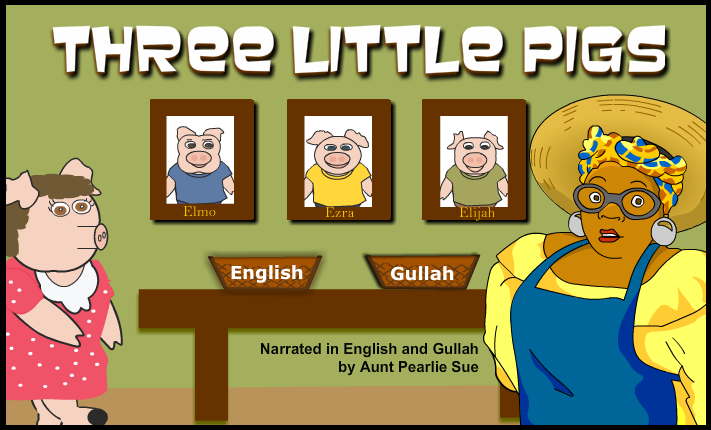 THREE LITTLE PIGS
Elmo
Ezra
Elijah
English
Gullah
Narrated in English and Gullah
by Aunt Pearlie Sue